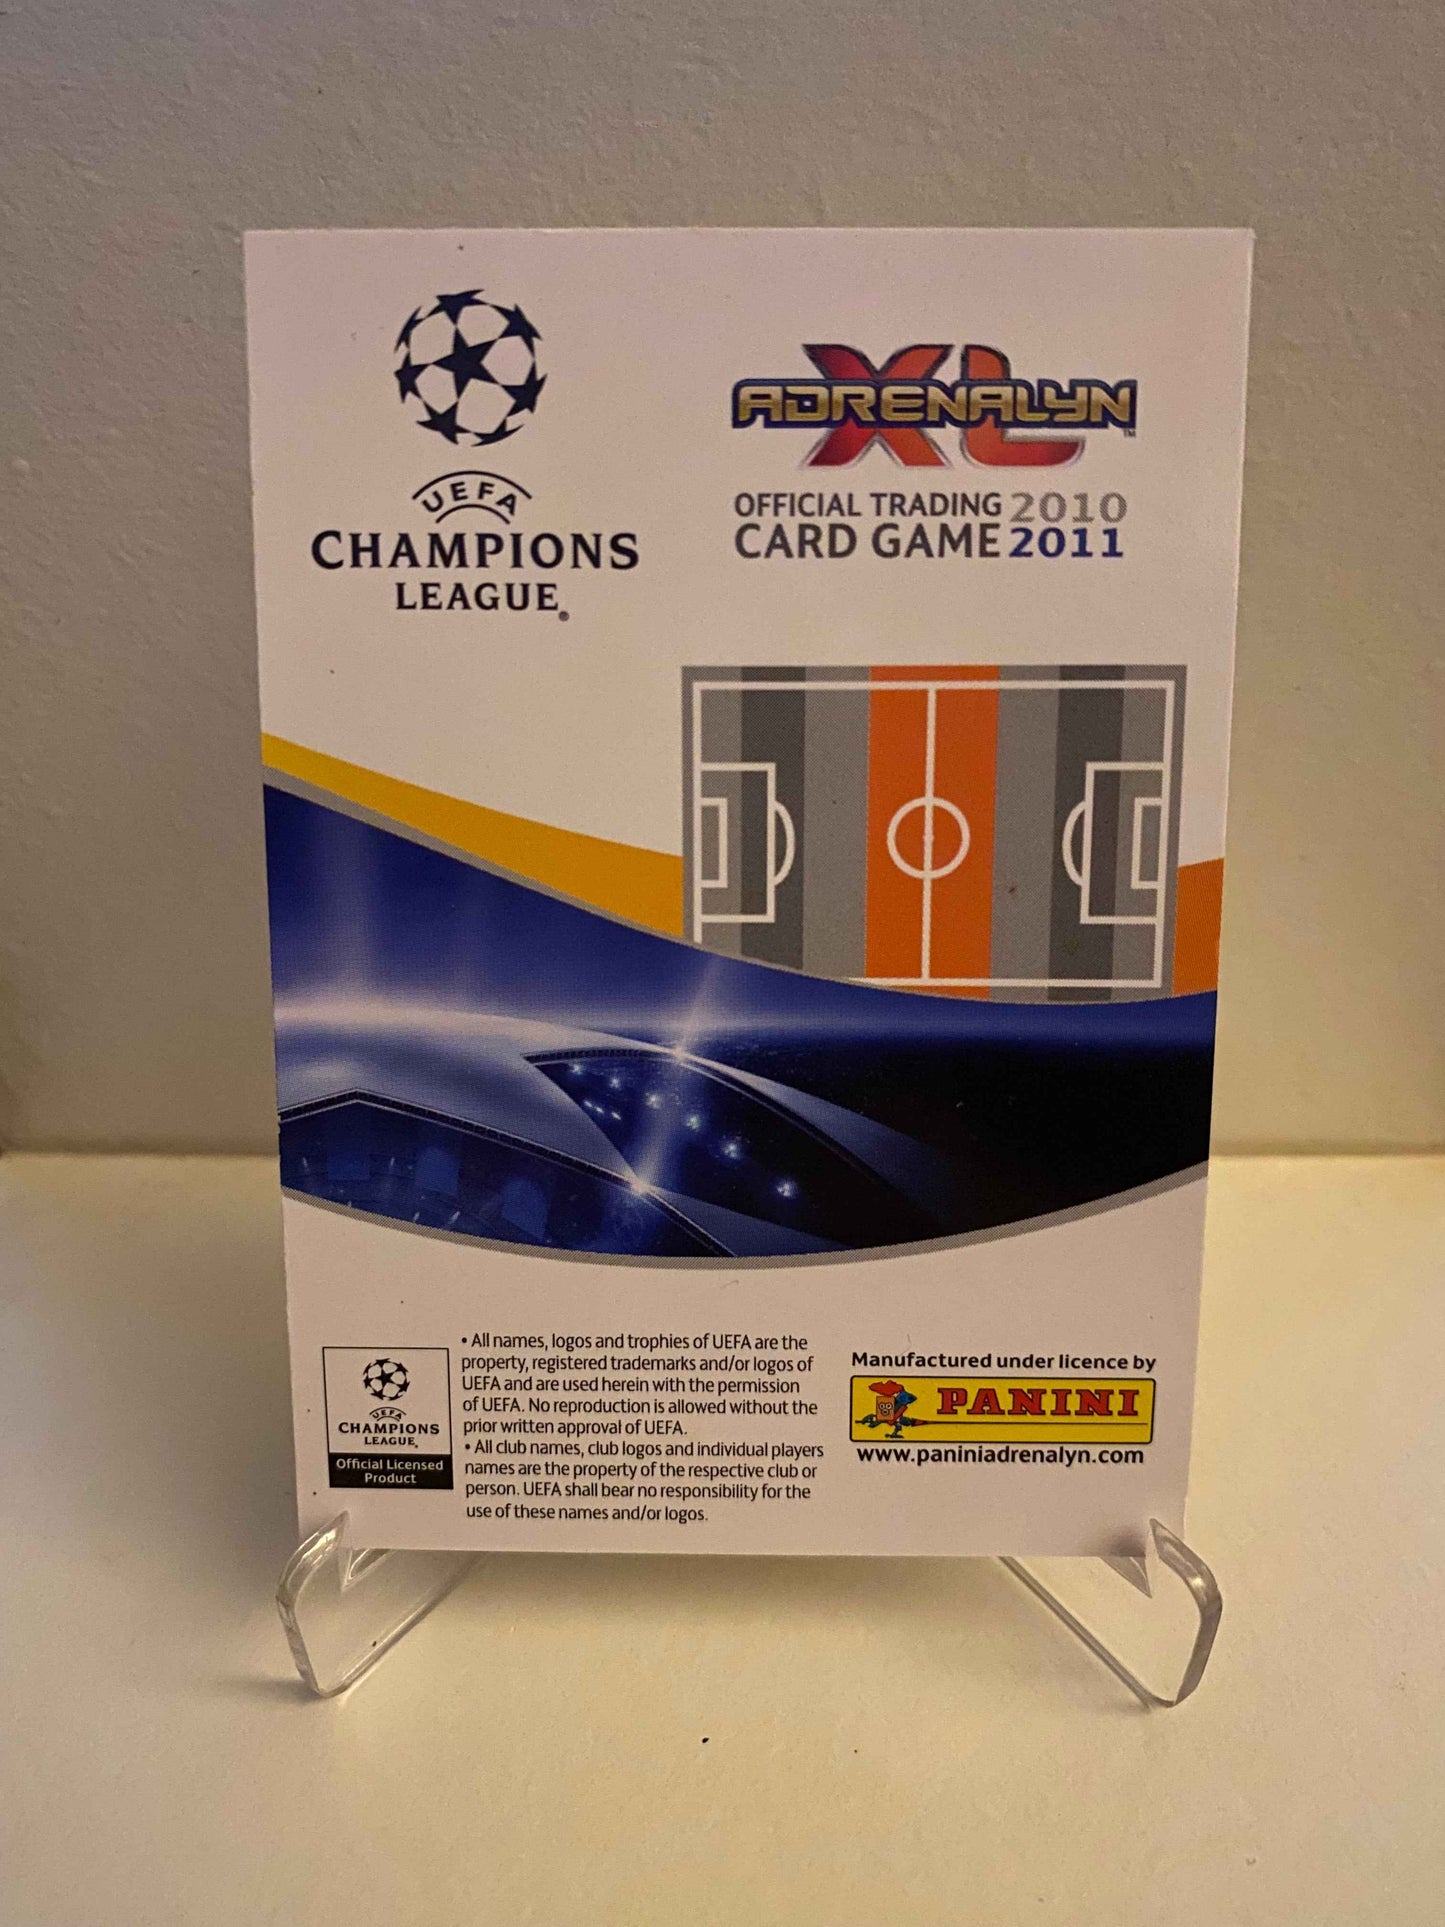 UEFA
CHAMPIONS
LEAGUE®
ADRENALYN XL™
OFFICIAL TRADING 2010
CARD GAME 2011
UEFA
CHAMPIONS
LEAGUE
Official Licensed
Product
• All names, logos and trophies of UEFA are the
property, registered trademarks and/or logos of
UEFA and are used herein with the permission
of UEFA. No reproduction is allowed without the
prior written approval of UEFA.
• All club names, club logos and individual players
names are the property of the respective club or
person. UEFA shall bear no responsibility for the
use of these names and/or logos.
Manufactured under licence by
PANINI
www.paniniadrenalyn.com